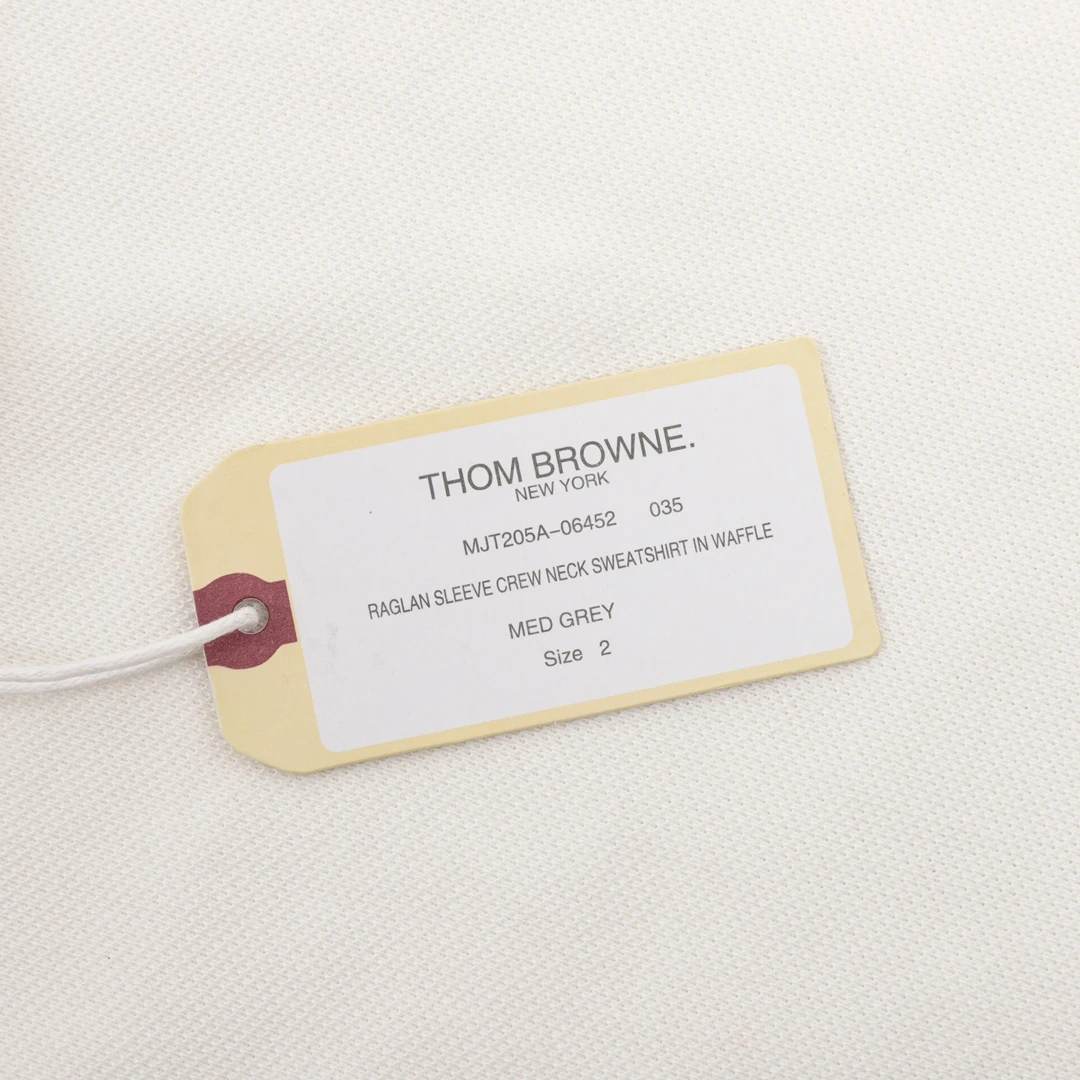 THOM BROWNE.
NEW YORK
MJT205A-06452 035
RAGLAN SLEEVE CREW NECK SWEATSHIRT IN WAFFLE
MED GREY
Size 2